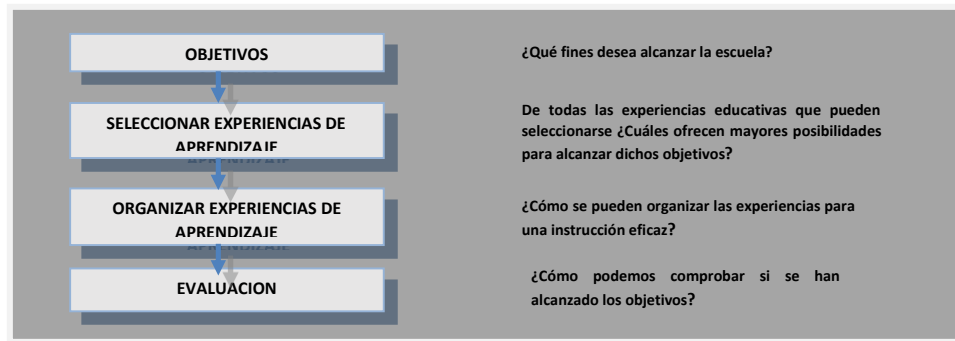 OBJETIVOS
¿Qué fines desea alcanzar la escuela?
SELECCIONAR EXPERIENCIAS DE
APRENDIZAJE
De todas las experiencias educativas que pueden
seleccionarse ¿Cuáles ofrecen mayores posibilidades
para alcanzar dichos objetivos?
ORGANIZAR EXPERIENCIAS DE
APRENDIZAJE
¿Cómo se pueden organizar las experiencias para
una instrucción eficaz?
EVALUACION
¿Cómo podemos comprobar si se han
alcanzado los objetivos?